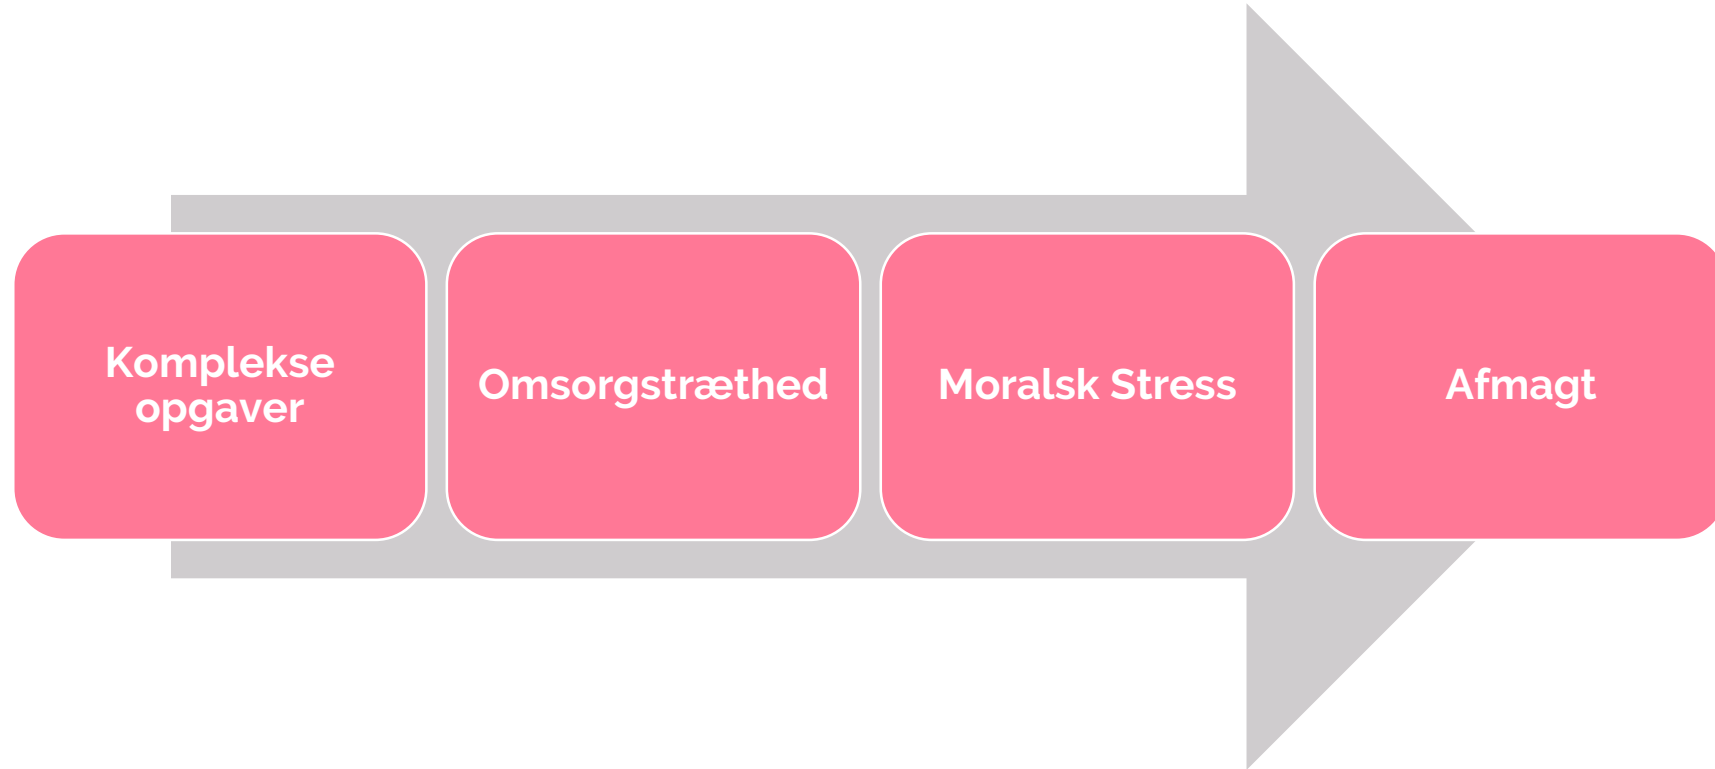 Komplekse
opgaver
Omsorgstræthed
Moralsk Stress
Afmagt